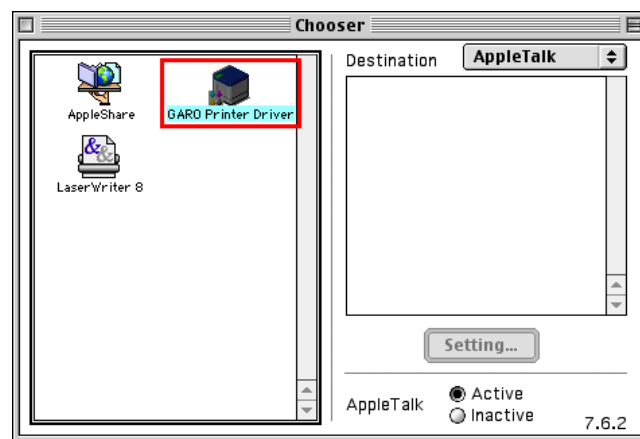 Chooser
AppleShare
GARO Printer Driver
LaserWriter 8
Destination
AppleTalk
Setting...
AppleTalk
Active
Inactive
7.6.2